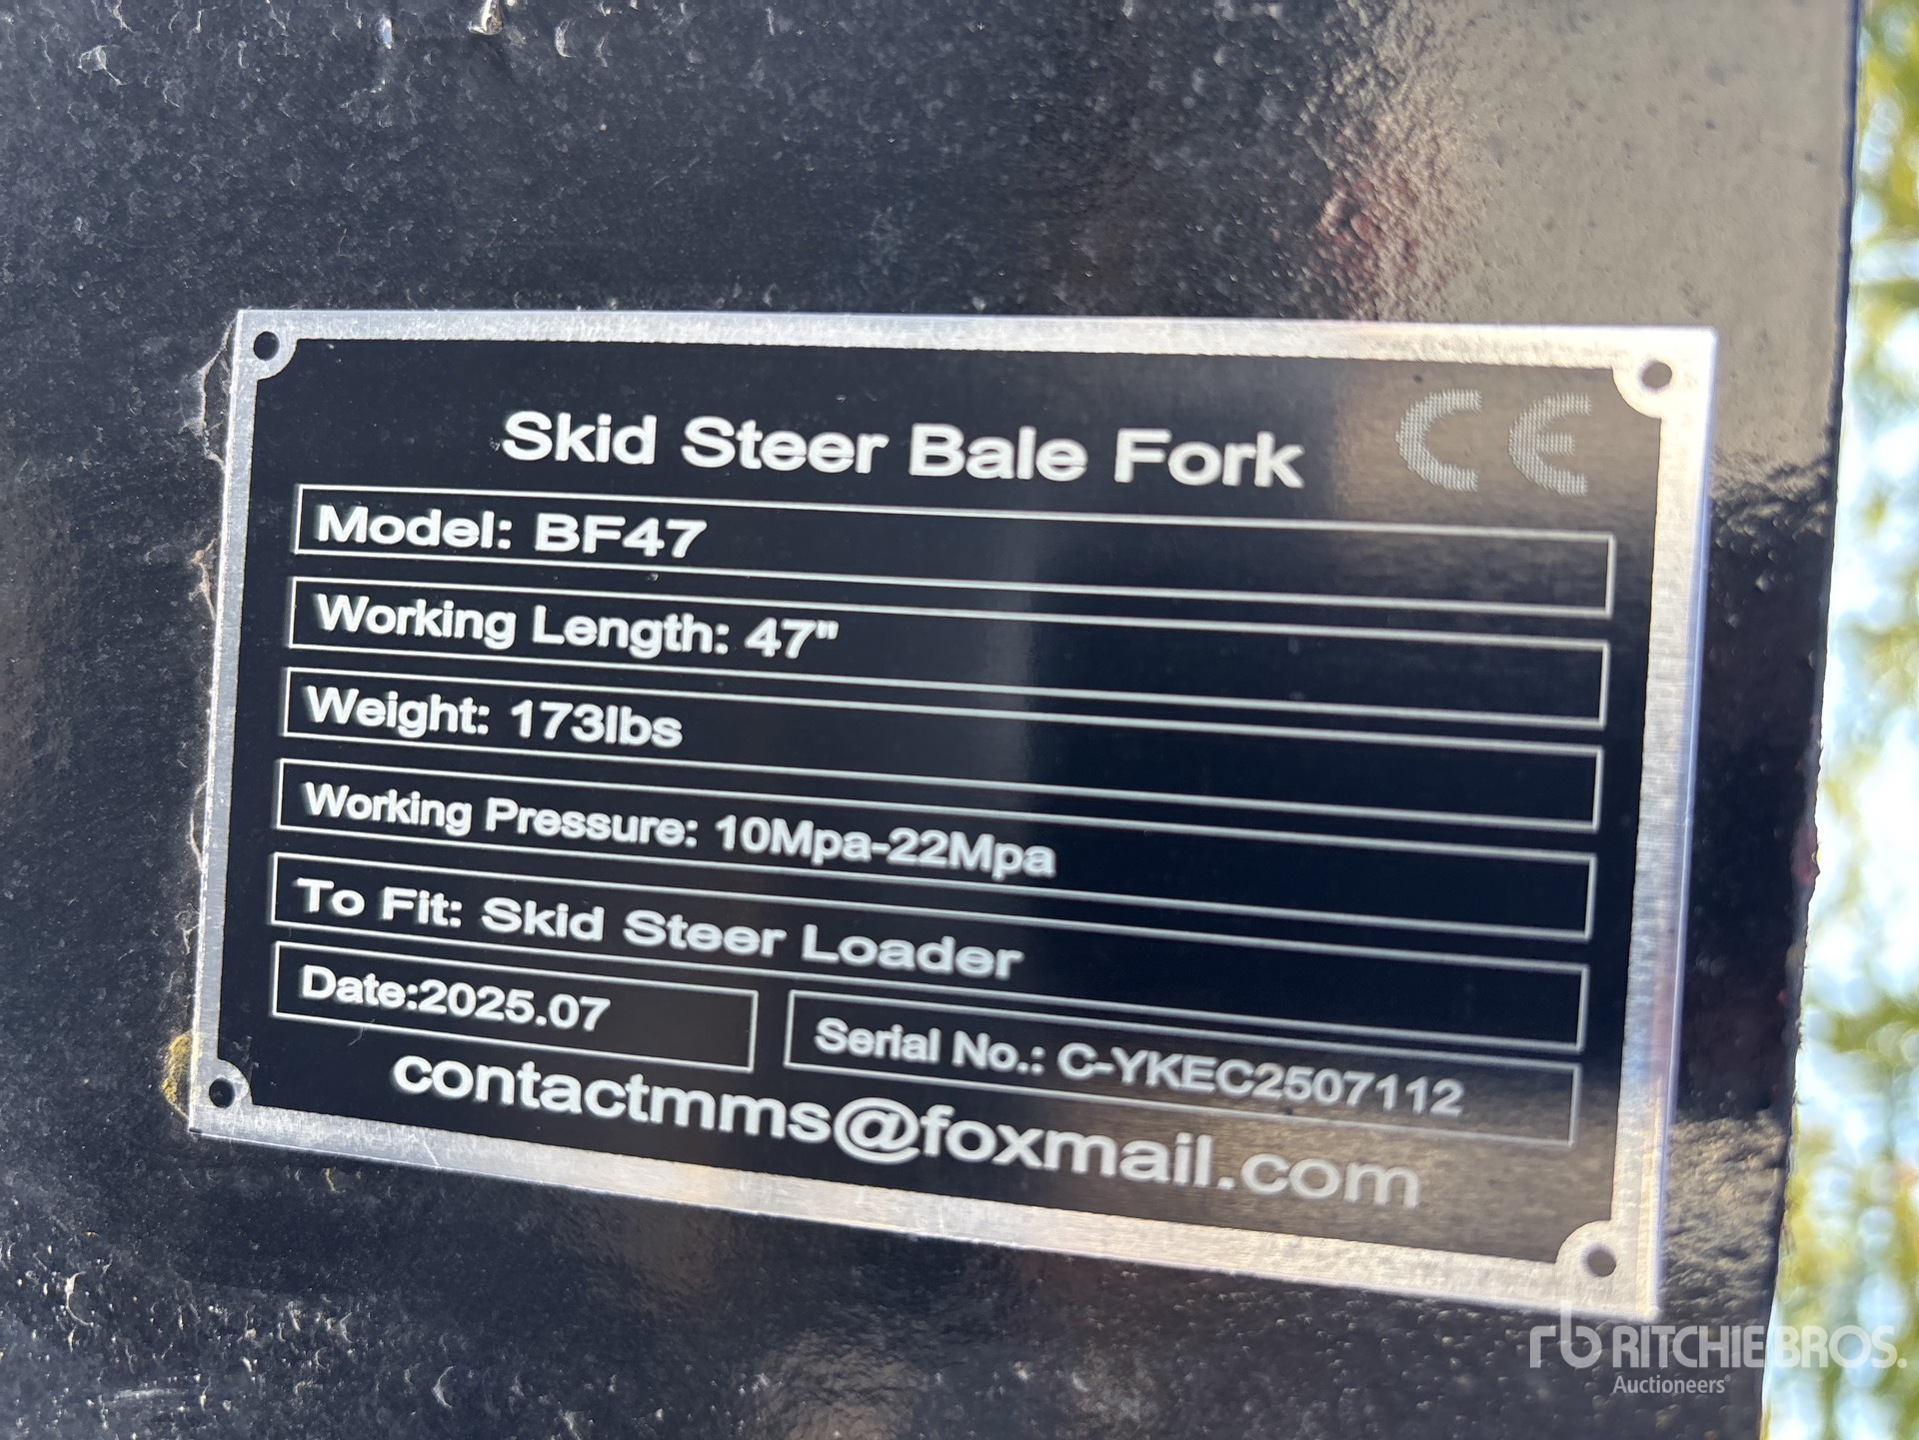 Skid Steer Bale Fork CE
Model: BF47
Working Length: 47"
Weight: 173lbs
Working Pressure: 10Mpa-22Mpa
To Fit: Skid Steer Loader
Date:2025.07 Serial No.: C-YKEC2507112
contactmms@foxmail.com
rb RITCHIE BROS.
Auctioneers